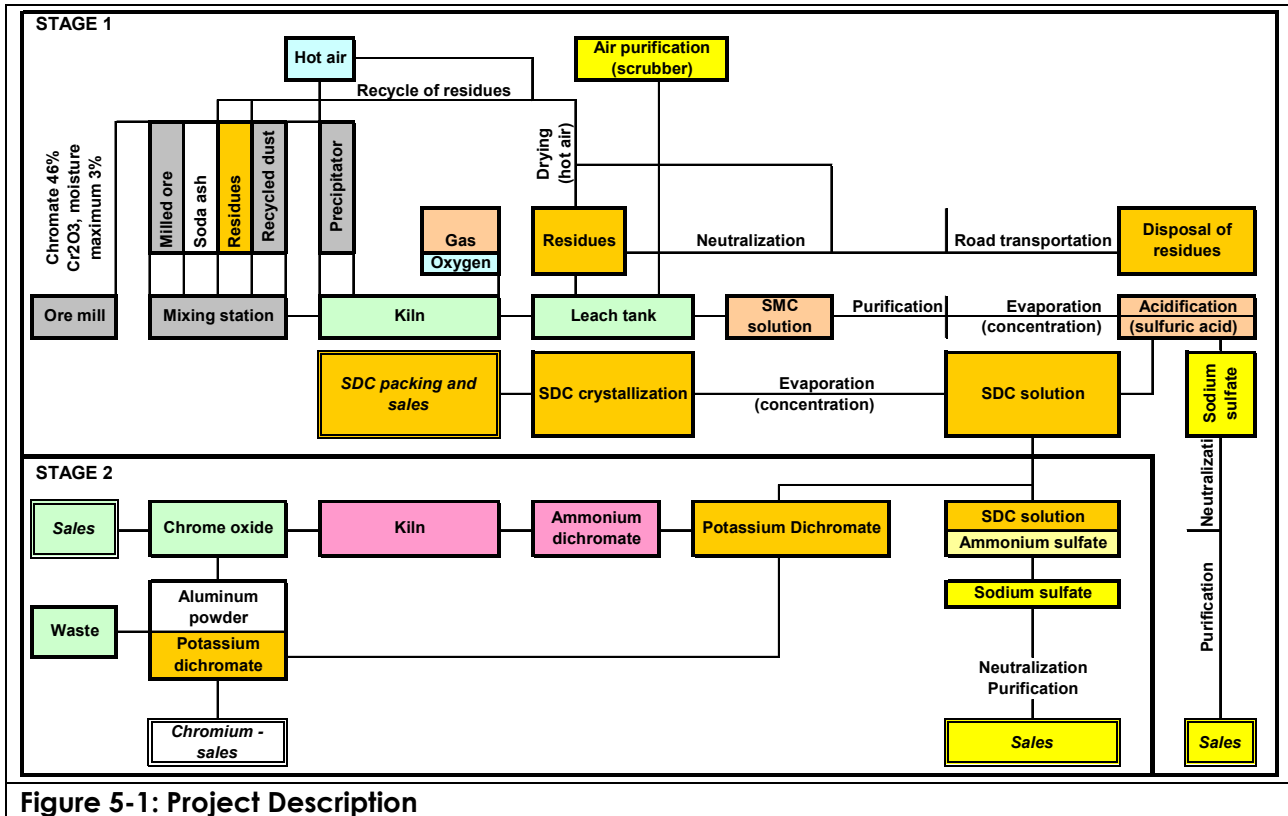 STAGE 1
Hot air
Air purification
(scrubber)
Recycle of residues
Chromate 46%
Cr2O3, moisture
maximum 3%
Milled ore
Soda ash
Residues
Recycled dust
Precipitator
Drying
(hot air)
Gas
Oxygen
Residues
Neutralization
Road transportation
Disposal of
residues
Ore mill
Mixing station
Kiln
Leach tank
SMC
solution
Purification
Evaporation
(concentration)
Acidification
(sulfuric acid)
SDC packing and
sales
SDC crystallization
Evaporation
(concentration)
SDC solution
Sodium
sulfate
Neutralizati
Purification
Sales
STAGE 2
Sales
Chrome oxide
Kiln
Ammonium
dichromate
Potassium Dichromate
SDC solution
Ammonium sulfate
Sodium sulfate
Waste
Aluminum
powder
Potassium
dichromate
Neutralization
Purification
Chromium -
sales
Sales
Figure 5-1: Project Description